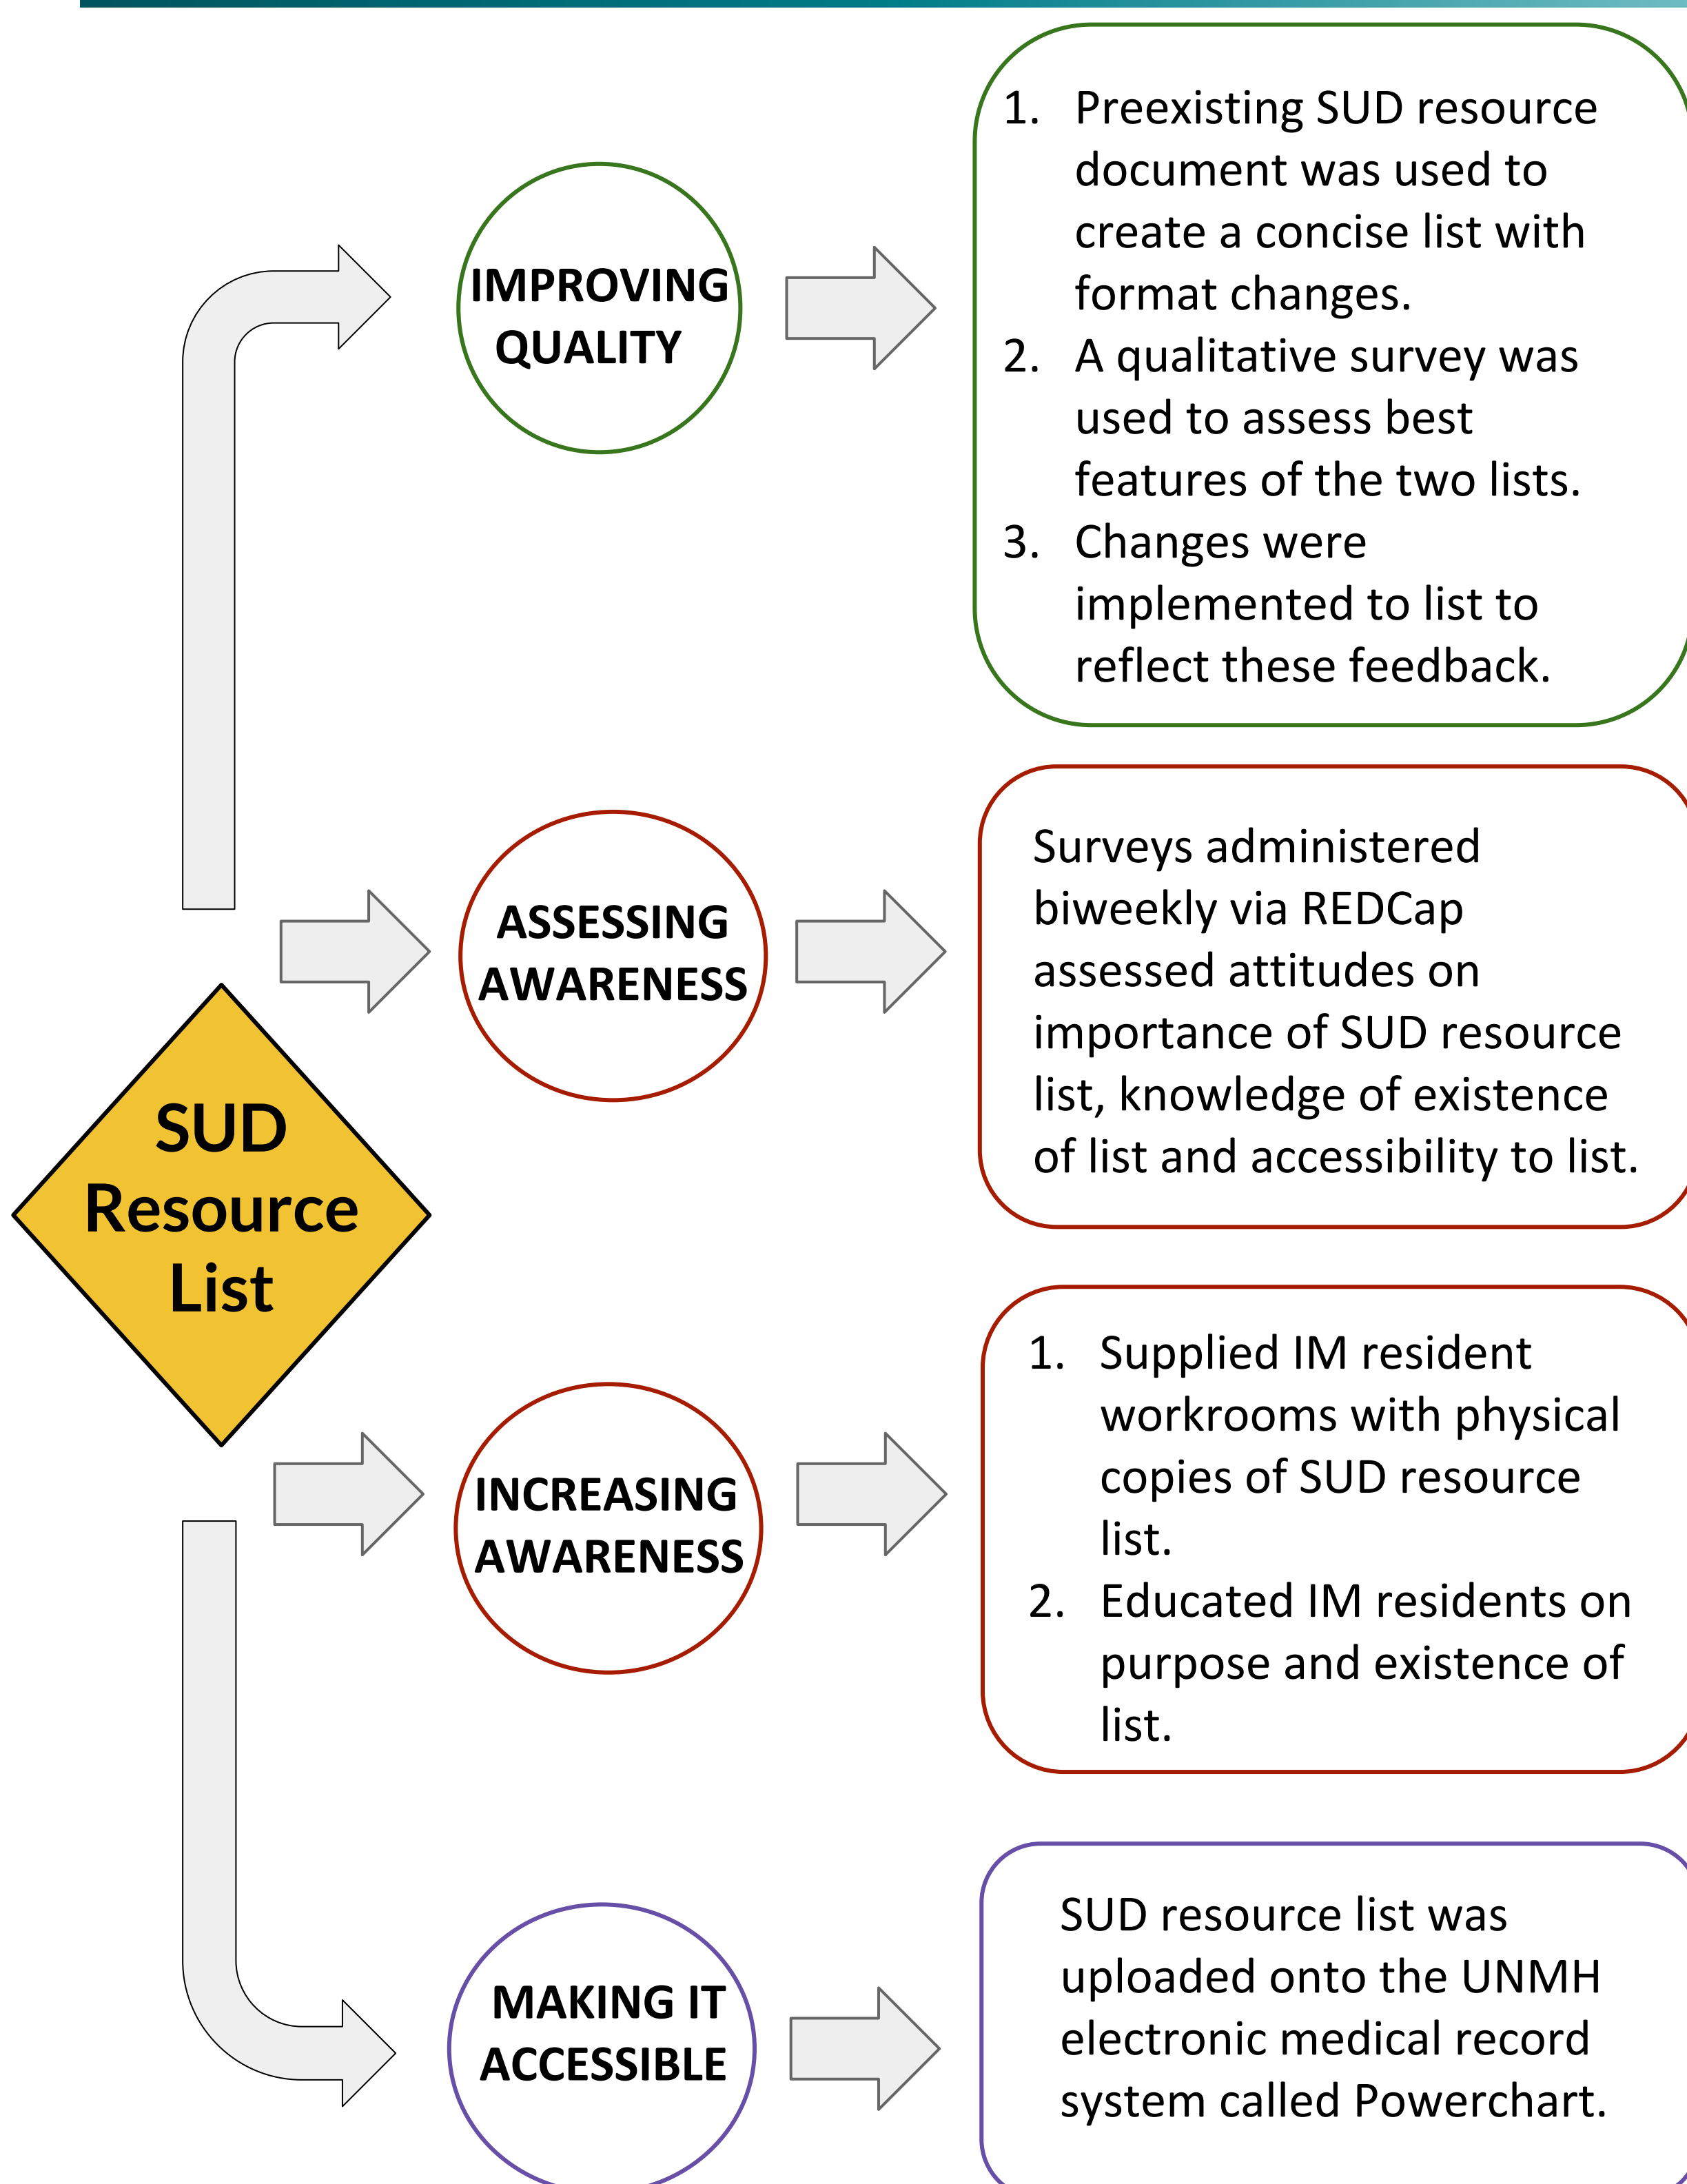 IMPROVING
QUALITY
1. Preexisting SUD resource
document was used to
create a concise list with
format changes.
2. A qualitative survey was
used to assess best
features of the two lists.
3. Changes were
implemented to list to
reflect these feedback.
ASSESSING
AWARENESS
Surveys administered
biweekly via REDCap
assessed attitudes on
importance of SUD resource
list, knowledge of existence
of list and accessibility to list.
SUD
Resource
List
INCREASING
AWARENESS
1. Supplied IM resident
workrooms with physical
copies of SUD resource
list.
2. Educated IM residents on
purpose and existence of
list.
MAKING IT
ACCESSIBLE
SUD resource list was
uploaded onto the UNMH
electronic medical record
system called Powerchart.